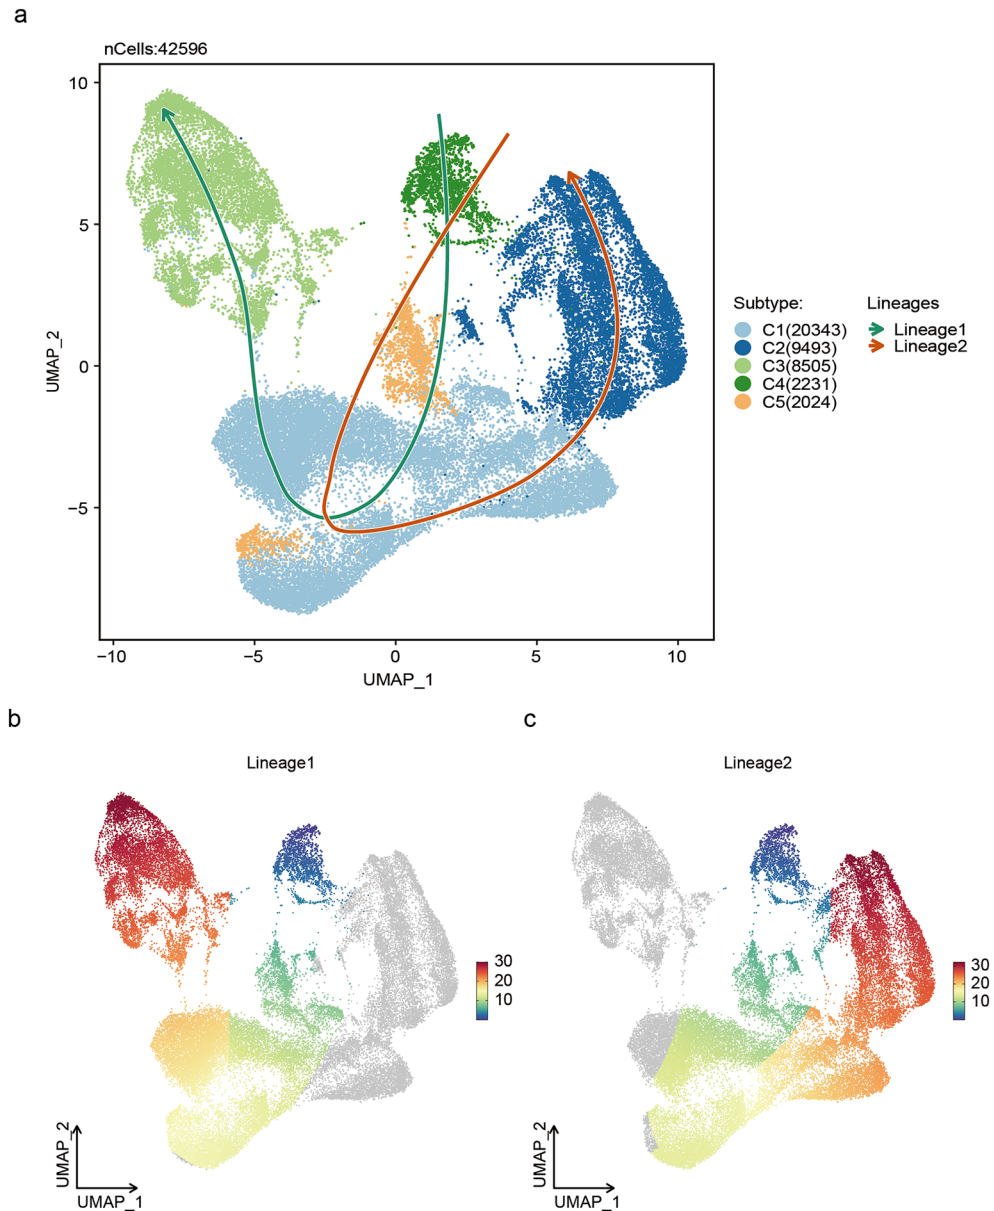 a
nCells:42596
10
5
0
−5
UMAP_2
−10
−5
0
5
10
UMAP_1
Subtype:
C1(20343)
C2(9493)
C3(8505)
C4(2231)
C5(2024)
Lineages
Lineage1
Lineage2
b
Lineage1
30
20
10
UMAP_2
UMAP_1
c
Lineage2
30
20
10
UMAP_2
UMAP_1